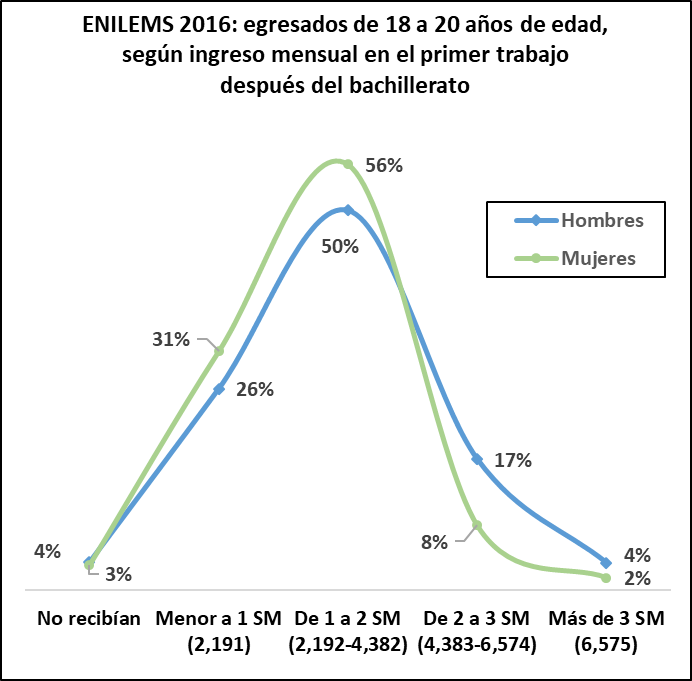 ENILEMS 2016: egresados de 18 a 20 años de edad,
según ingreso mensual en el primer trabajo
después del bachillerato
56%
Hombres
50%
Mujeres
31%
26%
17%
8%
4%
3%
4%
2%
No recibían
Menor a 1 SM
(2,191)
De 1 a 2 SM
(2,192-4,382)
De 2 a 3 SM
(4,383-6,574)
Más de 3 SM
(6,575)